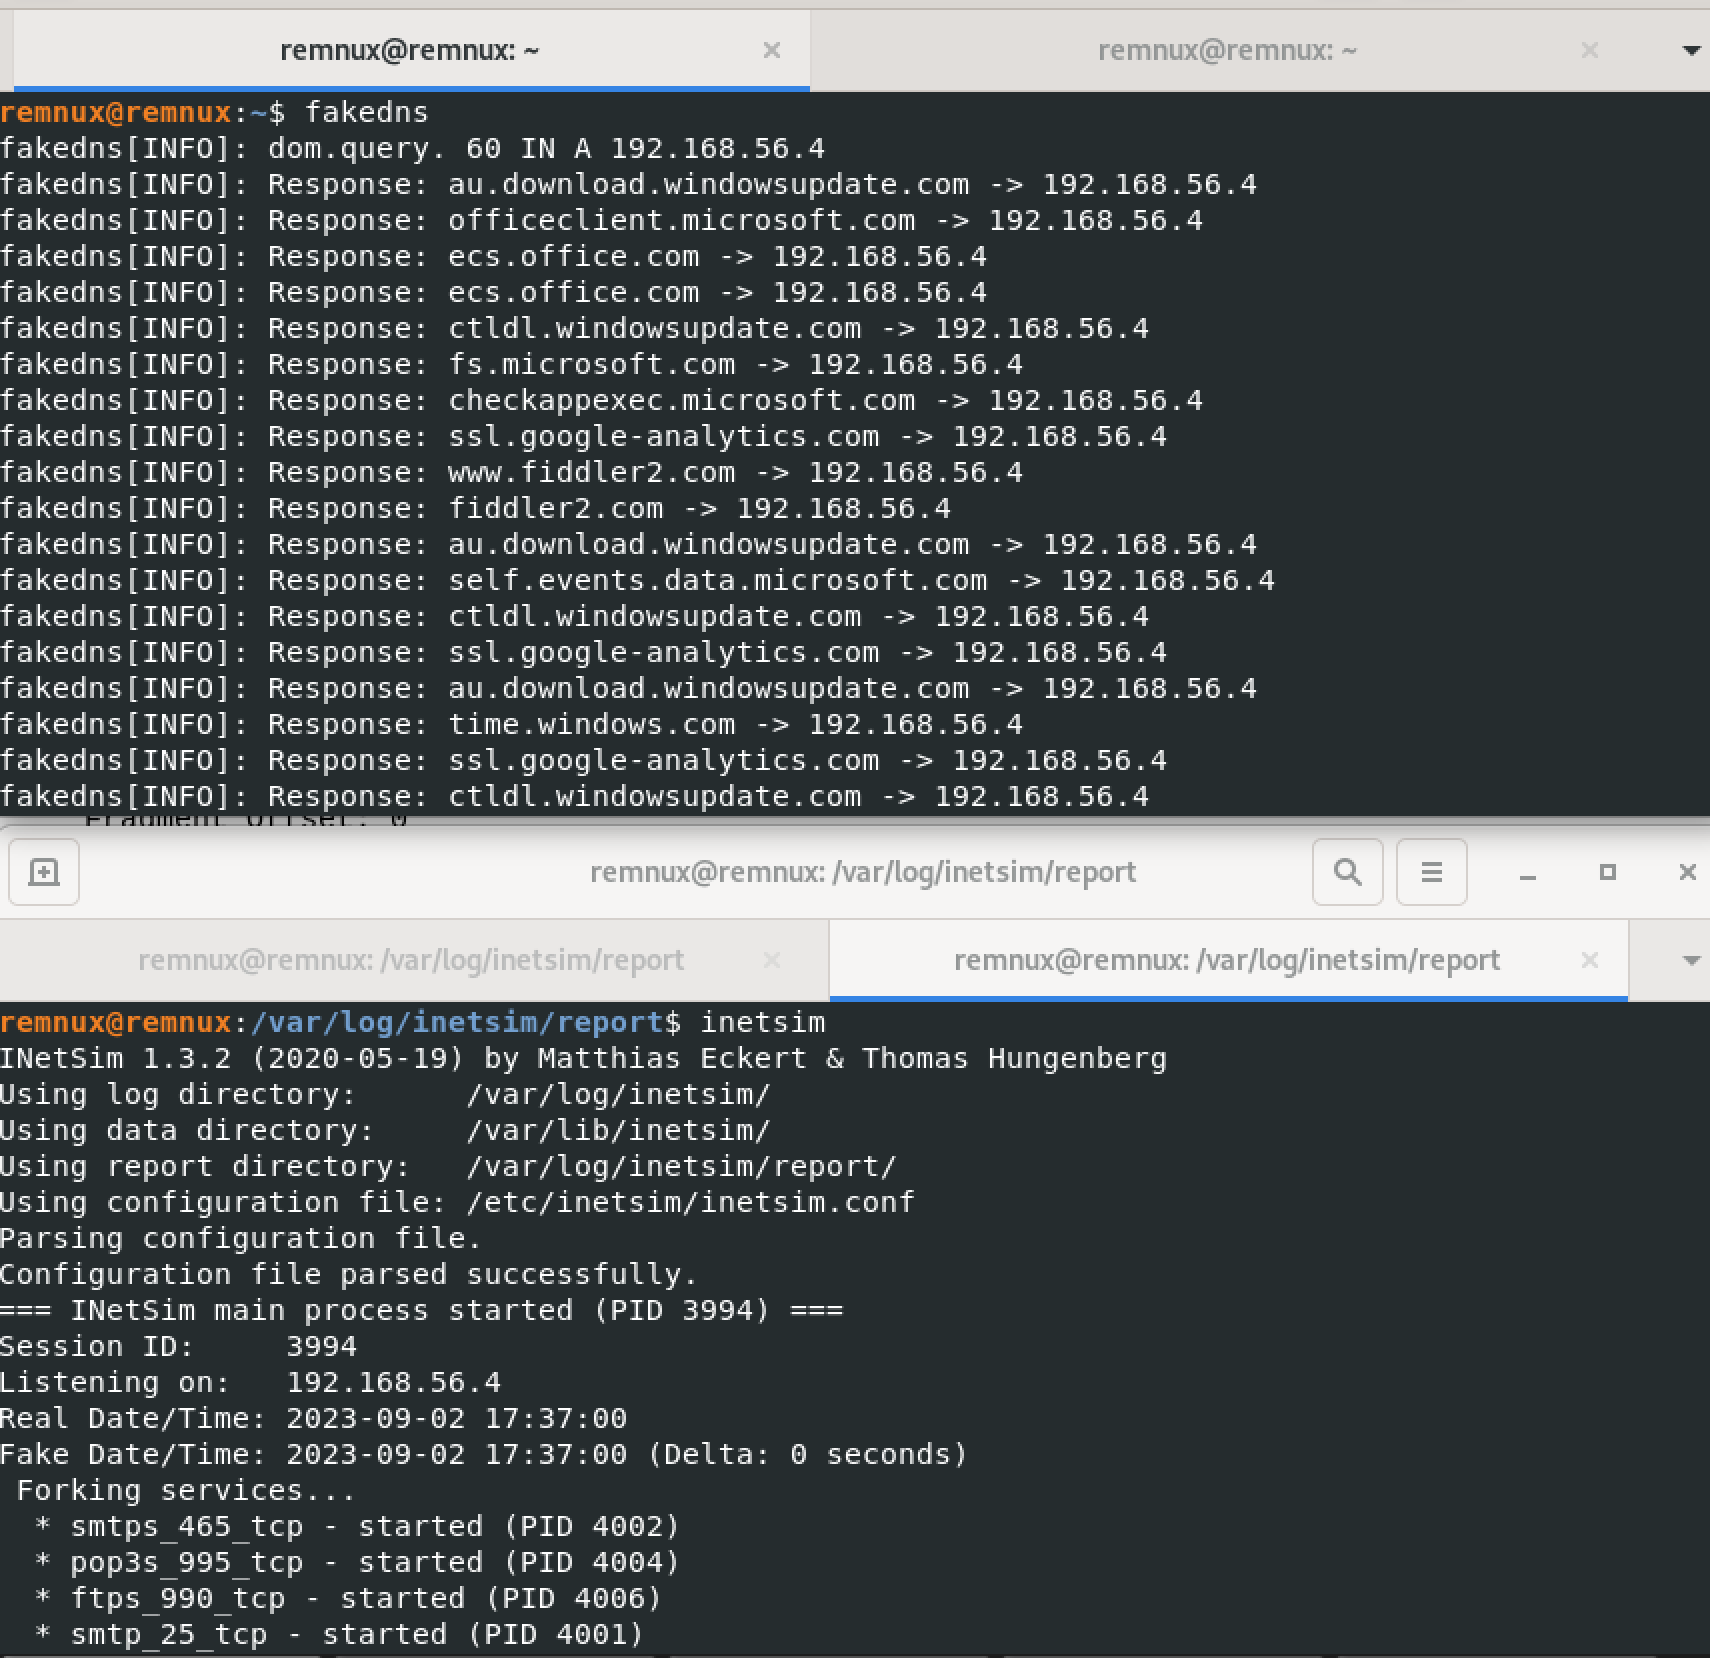 remnux@remnux: ~
remnux@remnux: ~
remnux@remnux:~$ fakedns
fakedns[INFO]: dom.query. 60 IN A 192.168.56.4
fakedns[INFO]: Response: au.download.windowsupdate.com -> 192.168.56.4
fakedns[INFO]: Response: officeclient.microsoft.com -> 192.168.56.4
fakedns[INFO]: Response: ecs.office.com -> 192.168.56.4
fakedns[INFO]: Response: ecs.office.com -> 192.168.56.4
fakedns[INFO]: Response: ctldl.windowsupdate.com -> 192.168.56.4
fakedns[INFO]: Response: fs.microsoft.com -> 192.168.56.4
fakedns[INFO]: Response: checkappexec.microsoft.com -> 192.168.56.4
fakedns[INFO]: Response: ssl.google-analytics.com -> 192.168.56.4
fakedns[INFO]: Response: www.fiddler2.com -> 192.168.56.4
fakedns[INFO]: Response: fiddler2.com -> 192.168.56.4
fakedns[INFO]: Response: au.download.windowsupdate.com -> 192.168.56.4
fakedns[INFO]: Response: self.events.data.microsoft.com -> 192.168.56.4
fakedns[INFO]: Response: ctldl.windowsupdate.com -> 192.168.56.4
fakedns[INFO]: Response: ssl.google-analytics.com -> 192.168.56.4
fakedns[INFO]: Response: au.download.windowsupdate.com -> 192.168.56.4
fakedns[INFO]: Response: time.windows.com -> 192.168.56.4
fakedns[INFO]: Response: ssl.google-analytics.com -> 192.168.56.4
fakedns[INFO]: Response: ctldl.windowsupdate.com -> 192.168.56.4
Fragment Offset: 0
remnux@remnux: /var/log/inetsim/report
remnux@remnux: /var/log/inetsim/report
remnux@remnux: /var/log/inetsim/report
remnux@remnux:/var/log/inetsim/report$ inetsim
INetSim 1.3.2 (2020-05-19) by Matthias Eckert & Thomas Hungenberg
Using log directory:      /var/log/inetsim/
Using data directory:     /var/lib/inetsim/
Using report directory:   /var/log/inetsim/report/
Using configuration file: /etc/inetsim/inetsim.conf
Parsing configuration file.
Configuration file parsed successfully.
=== INetSim main process started (PID 3994) ===
Session ID:     3994
Listening on:   192.168.56.4
Real Date/Time: 2023-09-02 17:37:00
Fake Date/Time: 2023-09-02 17:37:00 (Delta: 0 seconds)
 Forking services...
  * smtps_465_tcp - started (PID 4002)
  * pop3s_995_tcp - started (PID 4004)
  * ftps_990_tcp - started (PID 4006)
  * smtp_25_tcp - started (PID 4001)